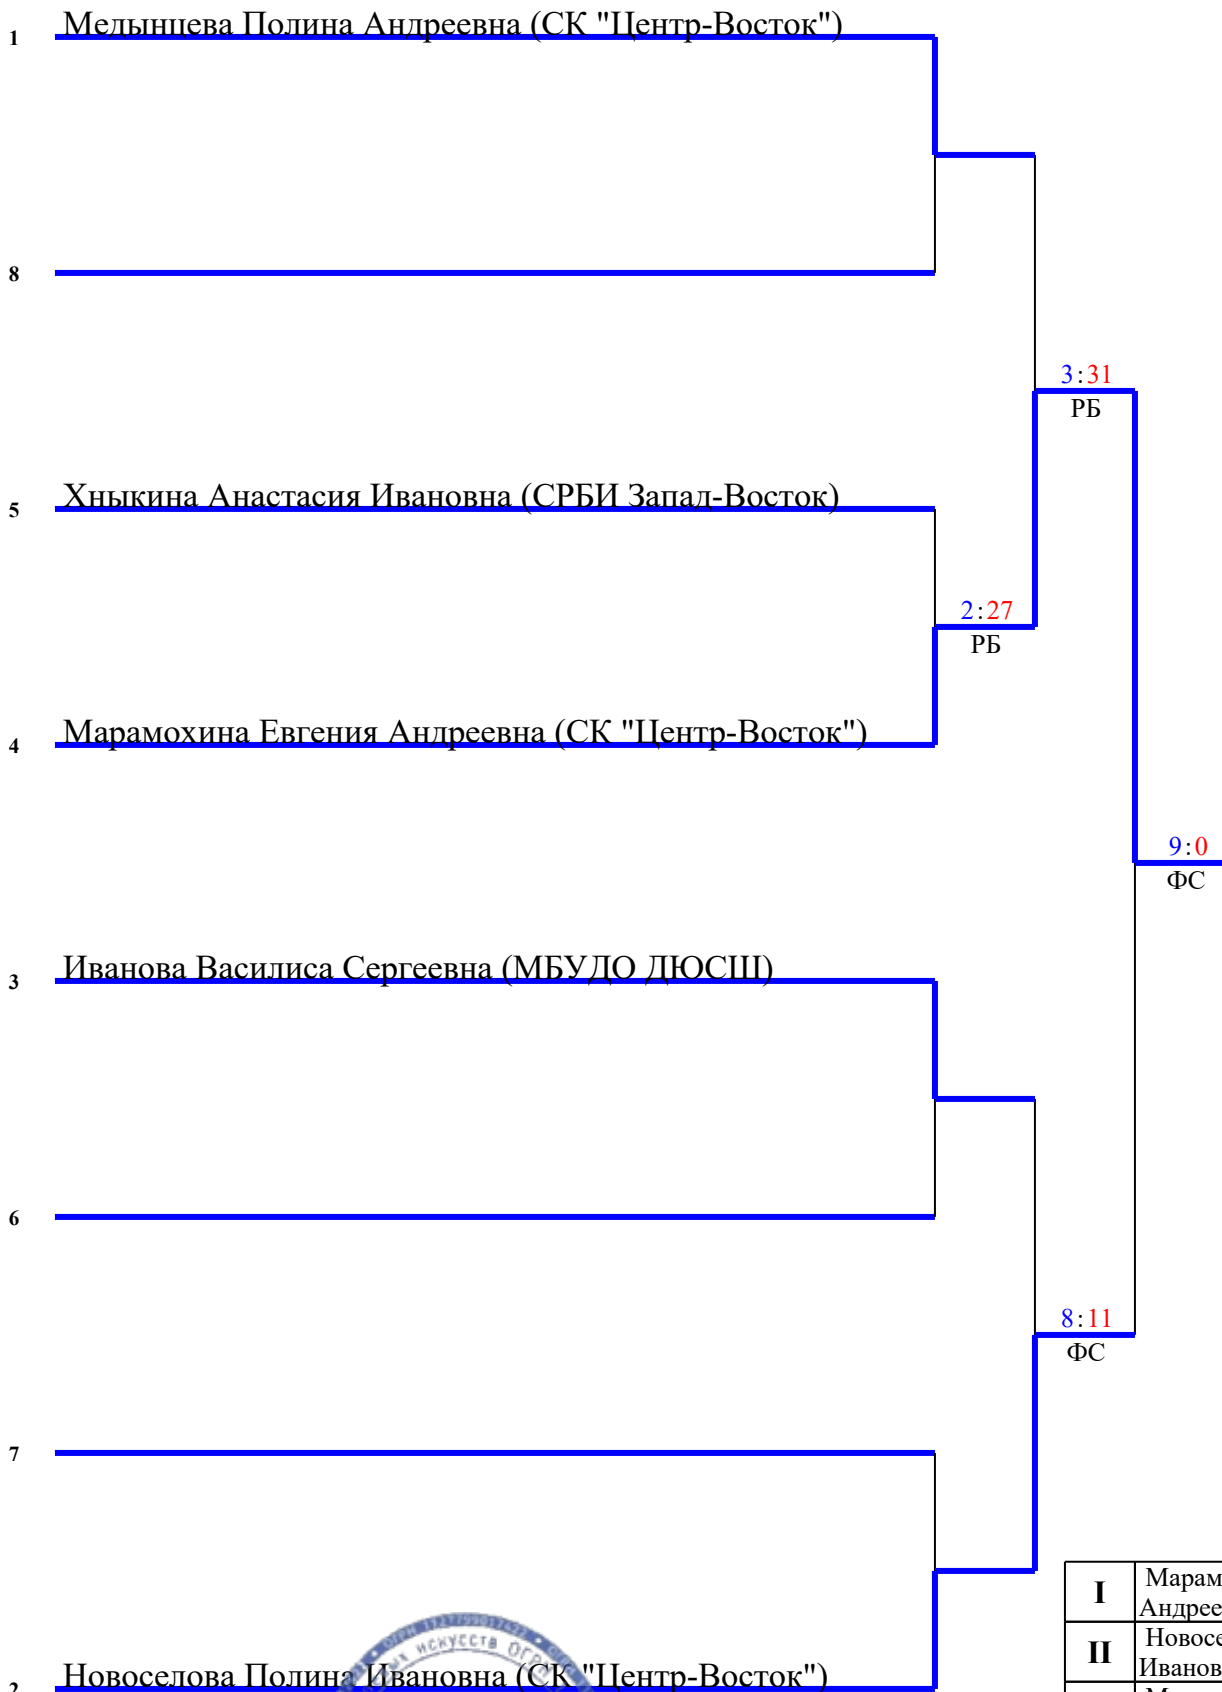 1 Медынцева Полина Андреевна (СК "Центр-Восток")
8
3:31
РБ
5 Хныкина Анастасия Ивановна (СРБИ Запад-Восток)
2:27
РБ
4 Марамохина Евгения Андреевна (СК "Центр-Восток")
9:0
ФС
3 Иванова Василиса Сергеевна (МБУДО ДЮСШ)
6
8:11
ФС
7
I Марам
Андрее
II Новосе
Иванов
искусств
2 Новоселова Полина Ивановна (СК "Центр-Восток")